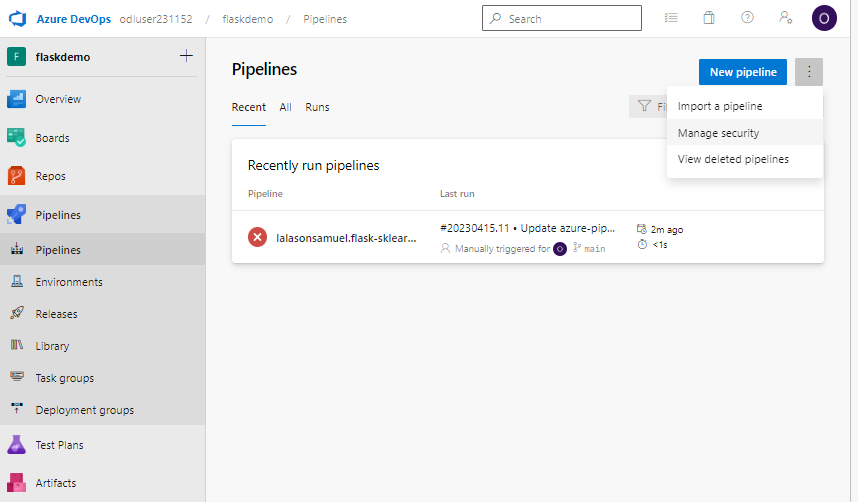 Azure DevOps odluser231152 / flaskdemo / Pipelines Search O
F flaskdemo
Overview
Boards
Repos
Pipelines
Pipelines
Environments
Releases
Library
Task groups
Deployment groups
Test Plans
Artifacts
Pipelines
New pipeline
Import a pipeline
Manage security
View deleted pipelines
Recent All Runs
Recently run pipelines
Pipeline Last run
lalasonsamuel.flask-sklear...
#20230415.11 • Update azure-pip... 2m ago
Manually triggered for O main <1s